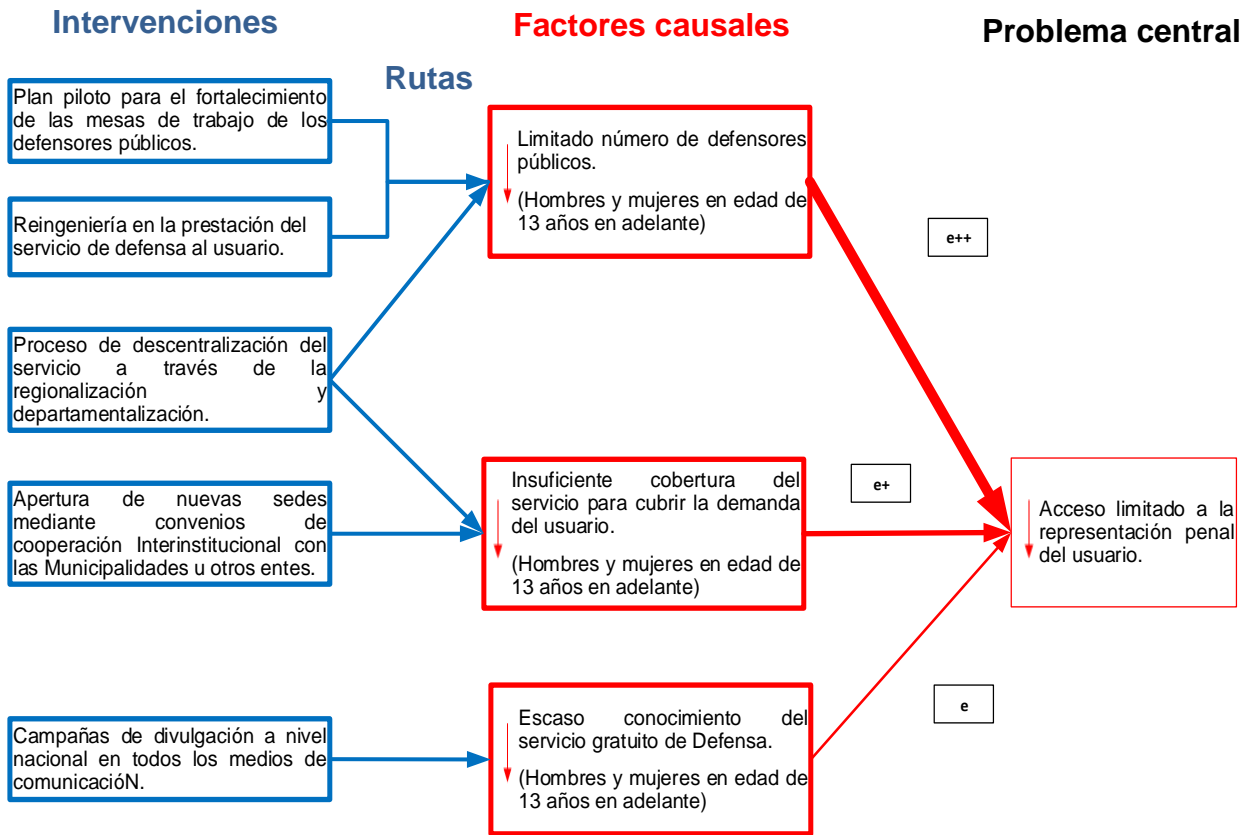 Intervenciones
Factores causales
Problema central
Rutas
Plan piloto para el fortalecimiento
de las mesas de trabajo de los
defensores públicos.
Reingeniería en la prestación del
servicio de defensa al usuario.
Proceso de descentralización del
servicio a través de la
regionalización y
departamentalización.
Apertura de nuevas sedes
mediante convenios de
cooperación Interinstitucional con
las Municipalidades u otros entes.
Campañas de divulgación a nivel
nacional en todos los medios de
comunicacióN.
Limitado número de defensores
públicos.
(Hombres y mujeres en edad de
13 años en adelante)
Insuficiente cobertura del
servicio para cubrir la demanda
del usuario.
(Hombres y mujeres en edad de
13 años en adelante)
Escaso conocimiento del
servicio gratuito de Defensa.
(Hombres y mujeres en edad de
13 años en adelante)
e++
e+
e
Acceso limitado a la
representación penal
del usuario.